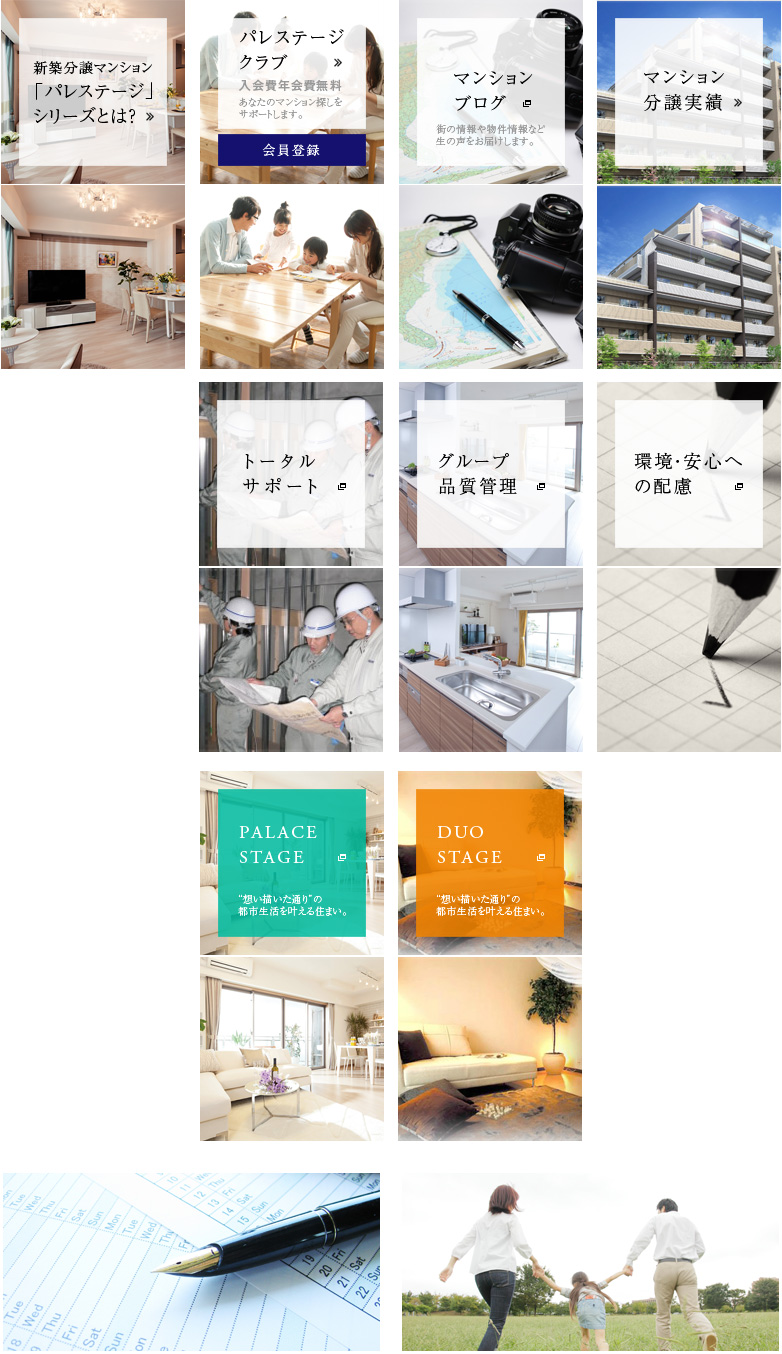 新築分譲マンション
「パレステージ」
シリーズとは?
パレステージ
クラブ
入会費年会費無料
あなたのマンション探しを
サポートします。
会員登録
マンション
ブログ
街の情報や物件情報など
生の声をお届けします。
マンション
分譲実績
トータル
サポート
グループ
品質管理
環境・安心へ
の配慮
PALACE
STAGE
“想い描いた通り”の
都市生活を叶える住まい。
DUO
STAGE
“想い描いた通り”の
都市生活を叶える住まい。